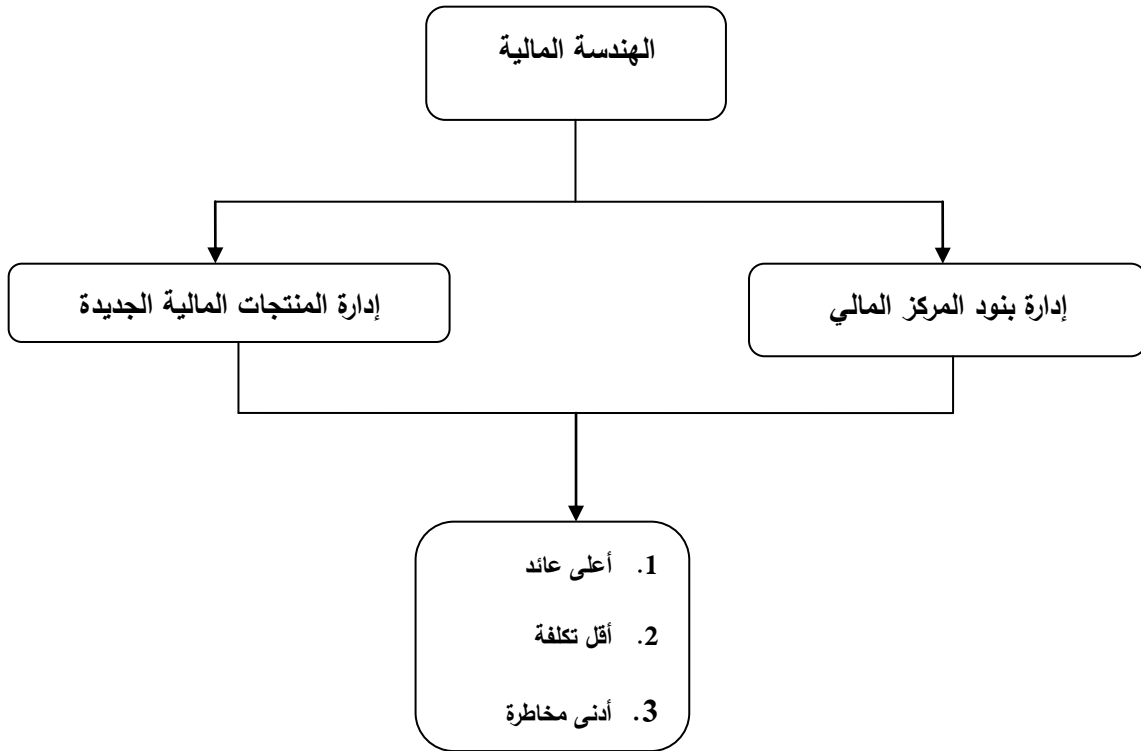 الهندسة المالية
إدارة بنود المركز المالي
إدارة المنتجات المالية الجديدة
1. أعلى عائد
2. أقل تكلفة
3. أدنى مخاطرة